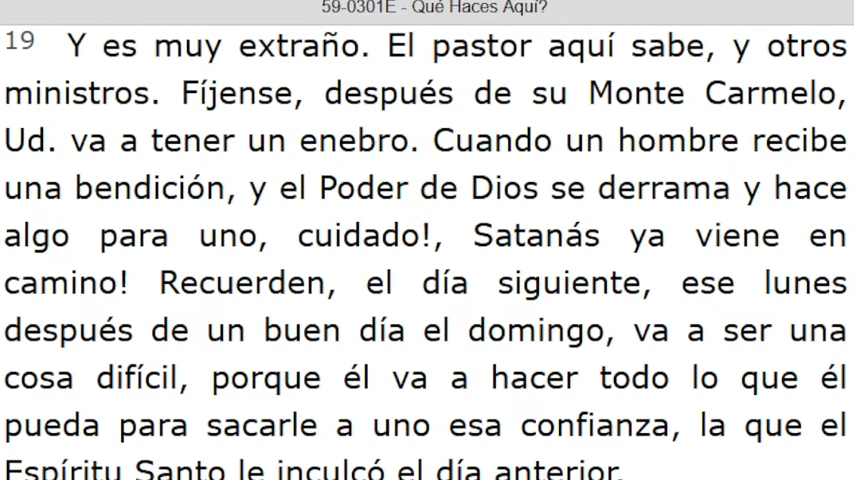 59-0301E - Qué Haces Aquí?
19 Y es muy extraño. El pastor aquí sabe, y otros
ministros. Fíjense, después de su Monte Carmelo,
Ud. va a tener un enebro. Cuando un hombre recibe
una bendición, y el Poder de Dios se derrama y hace
algo para uno, cuidado!, Satanás ya viene en
camino! Recuerden, el día siguiente, ese lunes
después de un buen día el domingo, va a ser una
cosa difícil, porque él va a hacer todo lo que él
pueda para sacarle a uno esa confianza, la que el
Espíritu Santo le inculcó el día anterior.